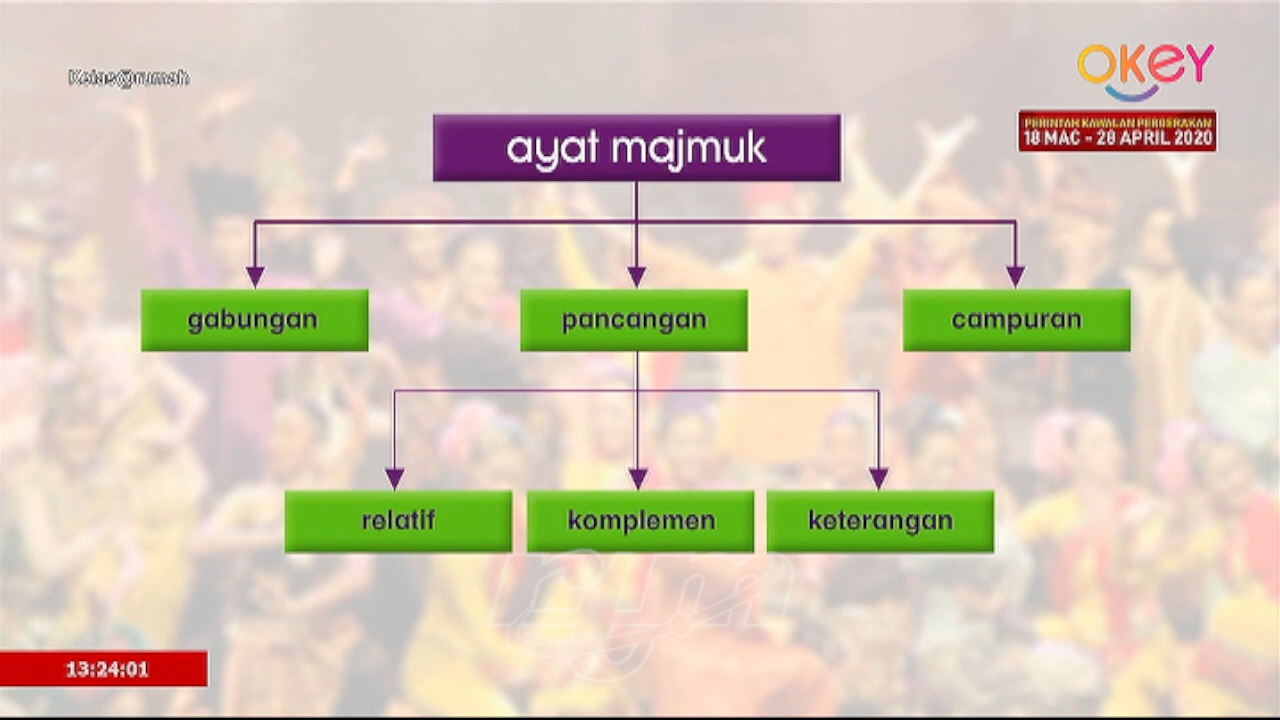 Kelas@rumah
OKEY
PERINTAH KAWALAN PERGERAKAN
18 MAC - 28 APRIL 2020
ayat majmuk
gabungan
pancangan
campuran
relatif
komplemen
keterangan
rtm
13:24:01